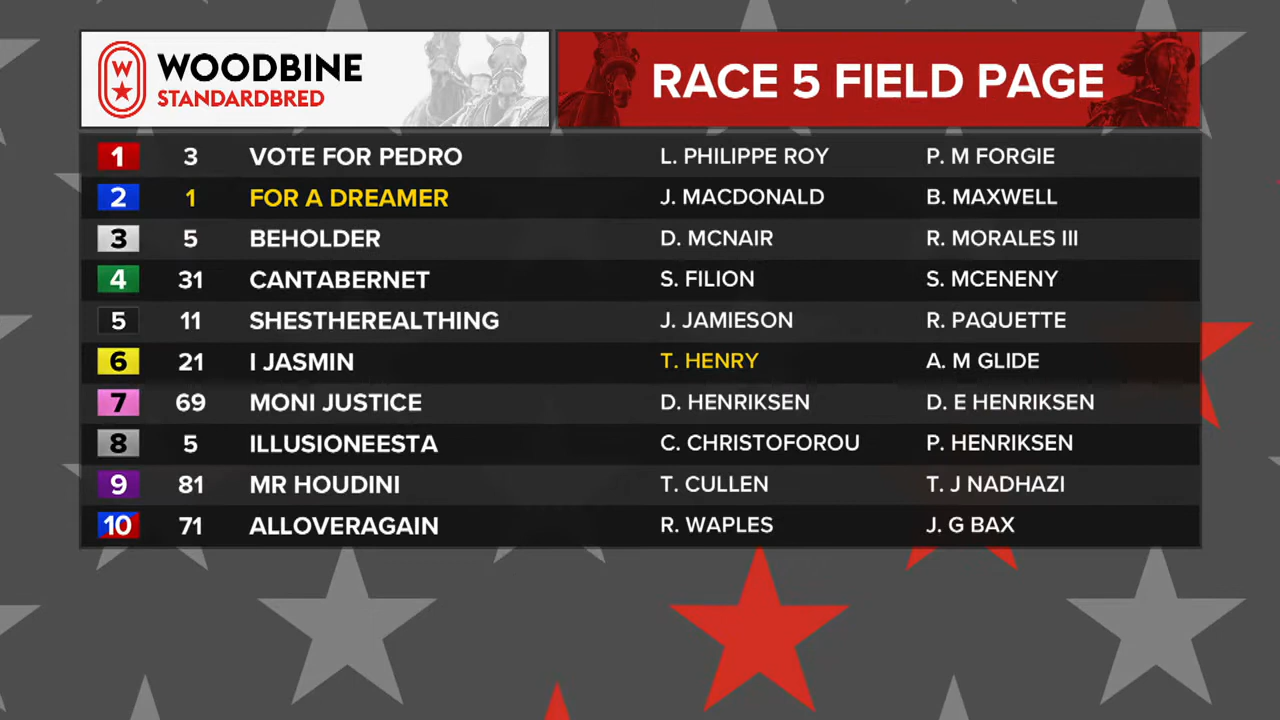 W
WOODBINE
STANDARDBRED
RACE 5 FIELD PAGE
1 3 VOTE FOR PEDRO L. PHILIPPE ROY P. M FORGIE
2 1 FOR A DREAMER J. MACDONALD B. MAXWELL
3 5 BEHOLDER D. MCNAIR R. MORALES III
4 31 CANTABERNET S. FILION S. MCENENY
5 11 SHESTHEREALTHING J. JAMIESON R. PAQUETTE
6 21 I JASMIN T. HENRY A. M GLIDE
7 69 MONI JUSTICE D. HENRIKSEN D. E HENRIKSEN
8 5 ILLUSIONEESTA C. CHRISTOFOROU P. HENRIKSEN
9 81 MR HOUDINI T. CULLEN T. J NADHAZI
10 71 ALLOVERAGAIN R. WAPLES J. G BAX